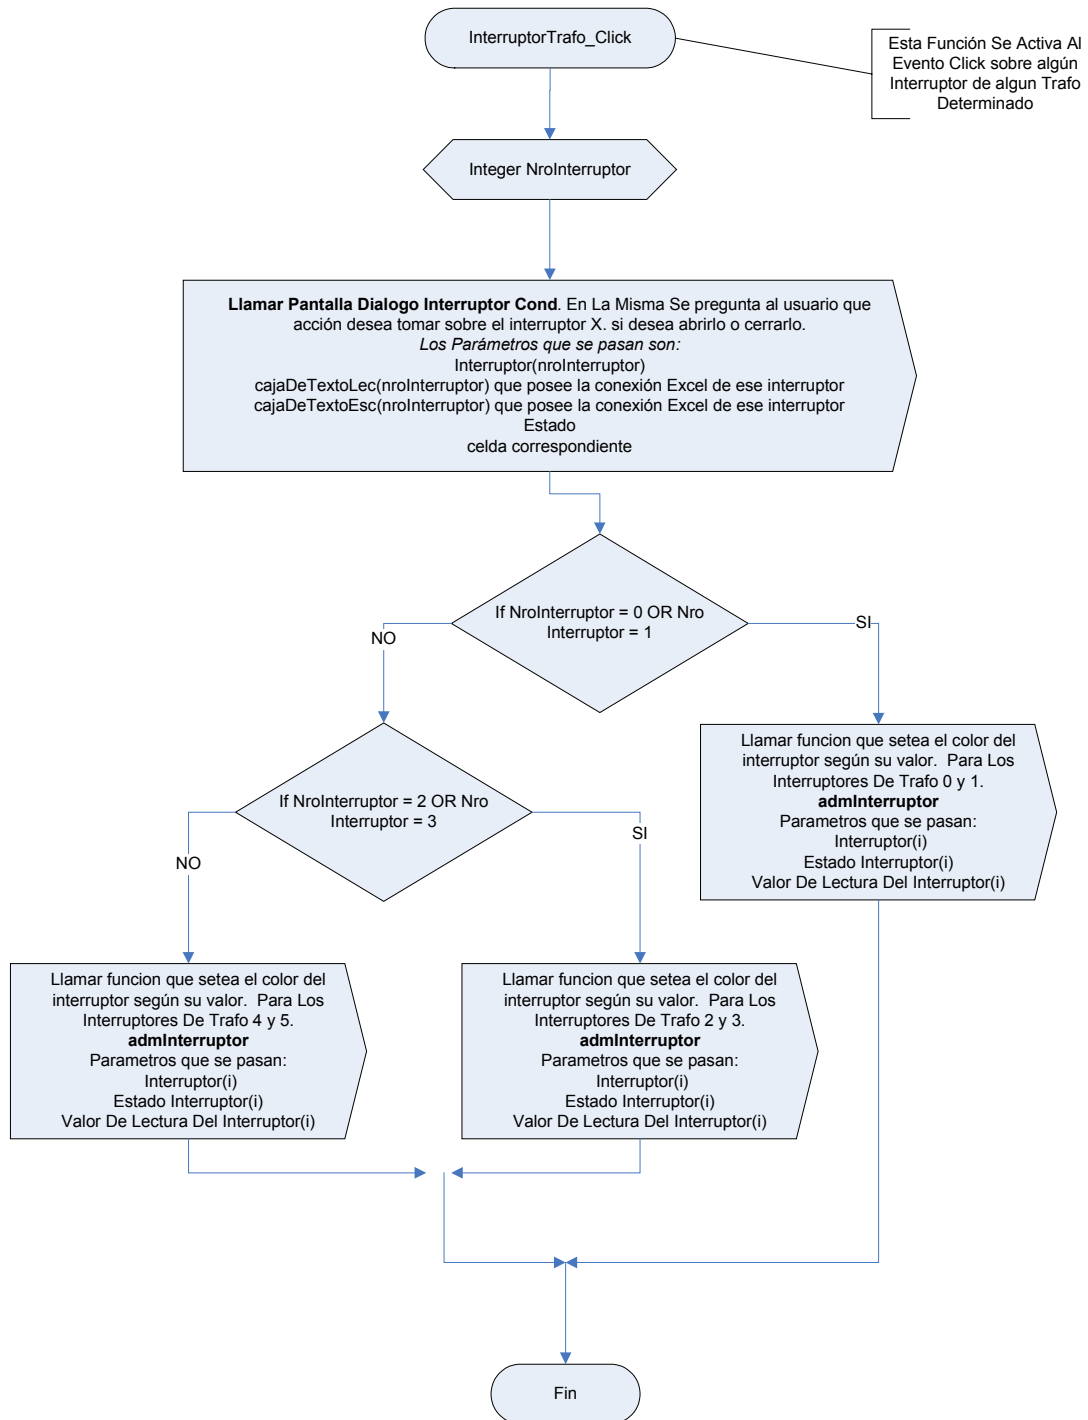 InterruptorTrafo_Click
Esta Función Se Activa Al
Evento Click sobre algún
Interruptor de algun Trafo
Determinado
Integer NroInterruptor
Llamar Pantalla Dialogo Interruptor Cond. En La Misma Se pregunta al usuario que
acción desea tomar sobre el interruptor X. si desea abrirlo o cerrarlo.
Los Parámetros que se pasan son:
Interruptor(nroInterruptor)
cajaDeTextoLec(nroInterruptor) que posee la conexión Excel de ese interruptor
cajaDeTextoEsc(nroInterruptor) que posee la conexión Excel de ese interruptor
Estado
celda correspondiente
If NroInterruptor = 0 OR Nro
Interruptor = 1
NO
SI
Llamar funcion que setea el color del
interruptor según su valor.  Para Los
Interruptores De Trafo 0 y 1.
admInterruptor
Parametros que se pasan:
Interruptor(i)
Estado Interruptor(i)
Valor De Lectura Del Interruptor(i)
If NroInterruptor = 2 OR Nro
Interruptor = 3
NO
SI
Llamar funcion que setea el color del
interruptor según su valor.  Para Los
Interruptores De Trafo 4 y 5.
admInterruptor
Parametros que se pasan:
Interruptor(i)
Estado Interruptor(i)
Valor De Lectura Del Interruptor(i)
Llamar funcion que setea el color del
interruptor según su valor.  Para Los
Interruptores De Trafo 2 y 3.
admInterruptor
Parametros que se pasan:
Interruptor(i)
Estado Interruptor(i)
Valor De Lectura Del Interruptor(i)
Fin